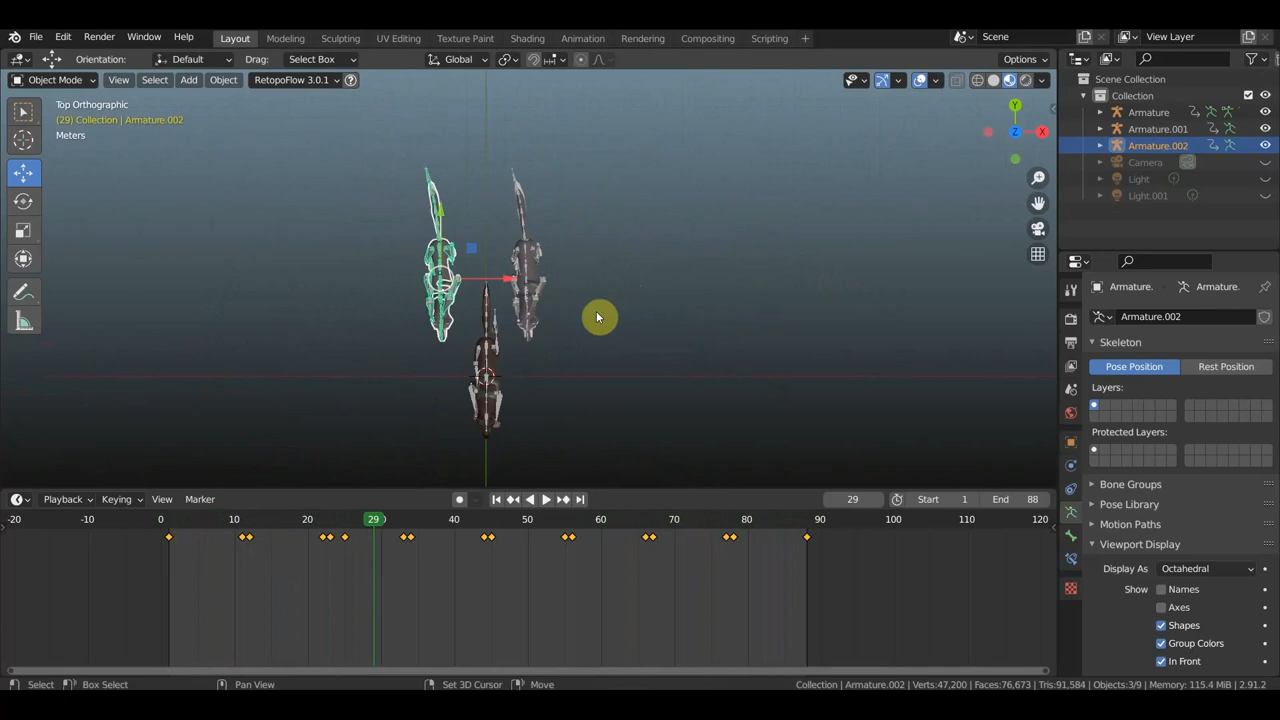 File Edit Render Window Help Layout Modeling Sculpting UV Editing Texture Paint Shading Animation Rendering Compositing Scripting + Scene View Layer
Orientation: Default Drag: Select Box Global Options
Object Mode View Select Add Object RetopoFlow 3.0.1
Top Orthographic
(29) Collection | Armature.002
Meters
Y
Z
X
Scene Collection
Collection
Armature
Armature.001
Armature.002
Camera
Light
Light.001
Armature. Armature.
Armature.002
Skeleton
Pose Position Rest Position
Layers:
Protected Layers:
Bone Groups
Pose Library
Motion Paths
Viewport Display
Display As Octahedral
Show Names
Axes
Shapes
Group Colors
In Front
Playback Keying View Marker 29 Start 1 End 88
-20 -10 0 10 20 29 40 50 60 70 80 90 100 110 120
Select Box Select Pan View Set 3D Cursor Move Collection | Armature.002 | Verts:47,200 | Faces:76,673 | Tris:91,584 | Objects:3/9 | Memory: 115.4 MiB | 2.91.2